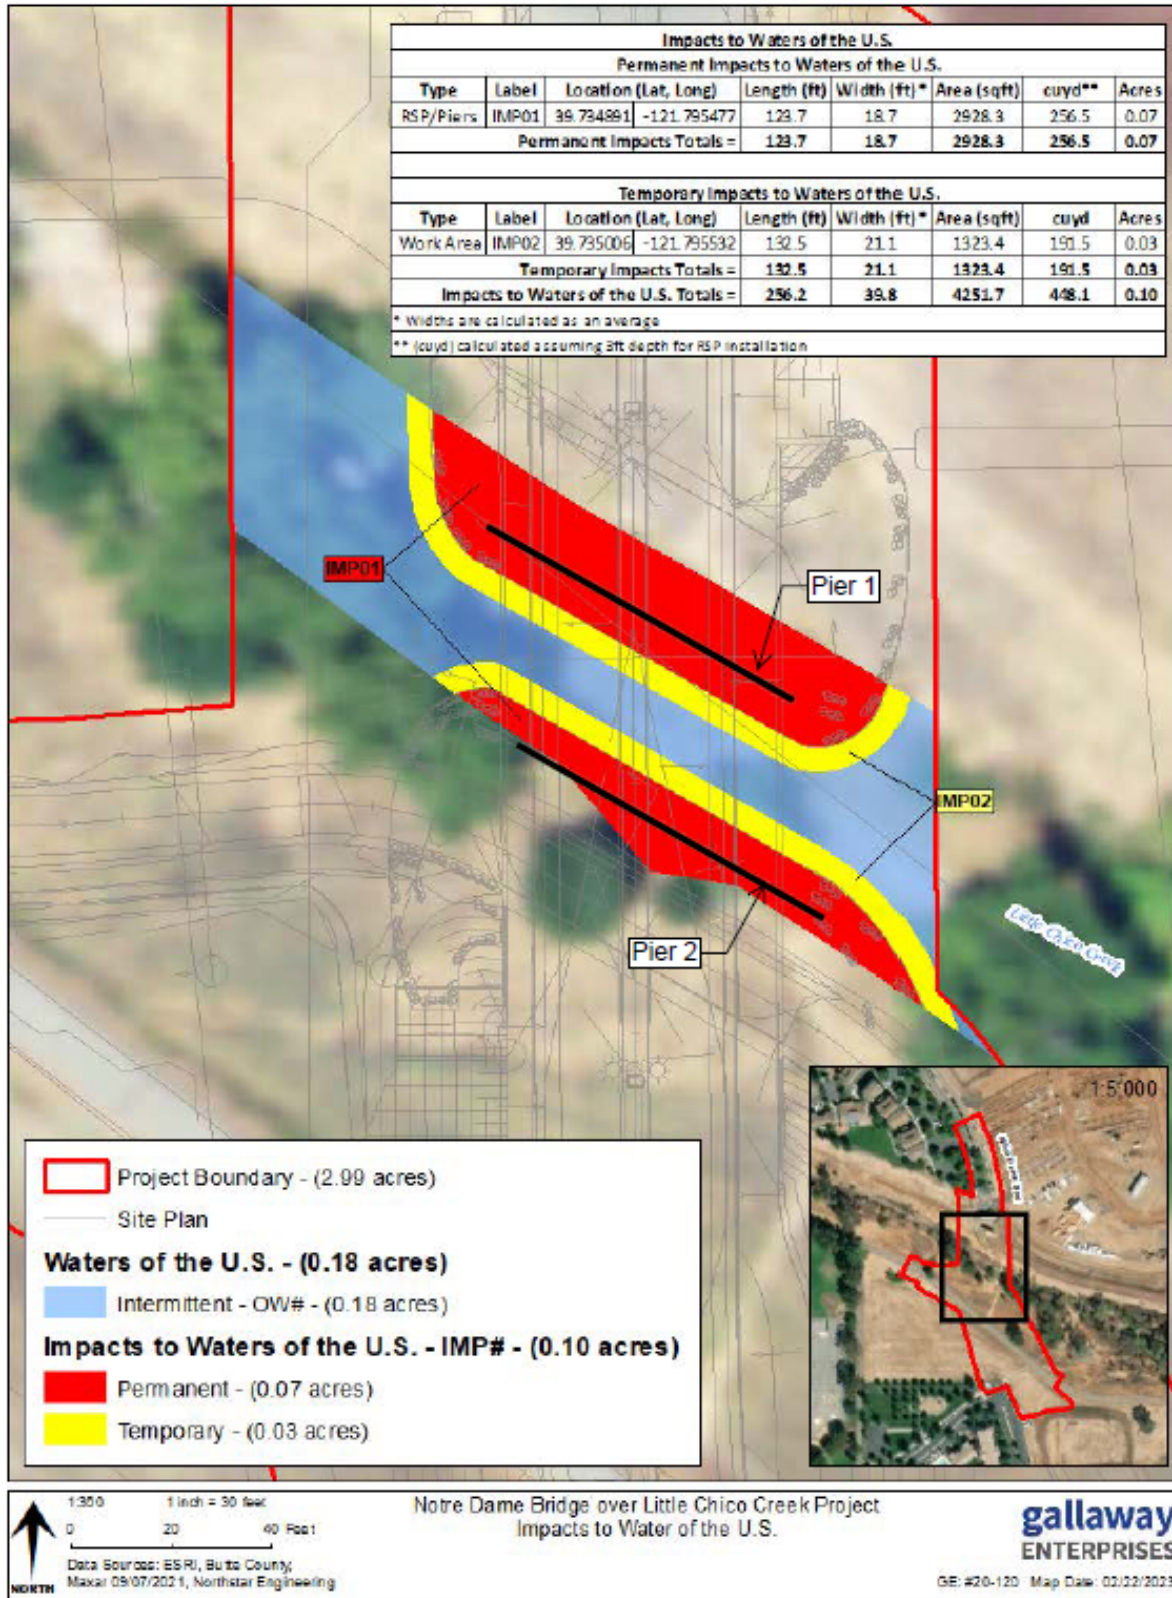 Impacts to Waters of the U.S.
Permanent Impacts to Waters of the U.S.
Type Label Location (Lat, Long) Length (ft) Width (ft)* Area (sqft) cuyd** Acres
RSP/Piers IMP01 39.734891 -121.795477 123.7 18.7 2928.3 256.5 0.07
Permanent Impacts Totals = 123.7 18.7 2928.3 256.5 0.07
Temporary Impacts to Waters of the U.S.
Type Label Location (Lat, Long) Length (ft) Width (ft)* Area (sqft) cuyd Acres
Work Area IMP02 39.735006 -121.795532 132.5 21.1 1323.4 191.5 0.03
Temporary Impacts Totals = 132.5 21.1 1323.4 191.5 0.03
Impacts to Waters of the U.S. Totals = 256.2 39.8 4251.7 448.1 0.10
* Widths are calculated as an average
** (cuyd) calculated assuming 3ft depth for RSP installation
IMP01
Pier 1
IMP02
Pier 2
Little Chico Creek
1:5,000
Project Boundary - (2.99 acres)
Site Plan
Waters of the U.S. - (0.18 acres)
Intermittent - OW# - (0.18 acres)
Impacts to Waters of the U.S. - IMP# - (0.10 acres)
Permanent - (0.07 acres)
Temporary - (0.03 acres)
NORTH
1:300 1 inch = 30 feet
0 20 40 Feet
Data Sources: ESRI, Butte County,
Maxar 09/07/2021, Northstar Engineering
Notre Dame Bridge over Little Chico Creek Project
Impacts to Water of the U.S.
gallaway
ENTERPRISES
GE: #20-120 Map Date: 02/22/2023